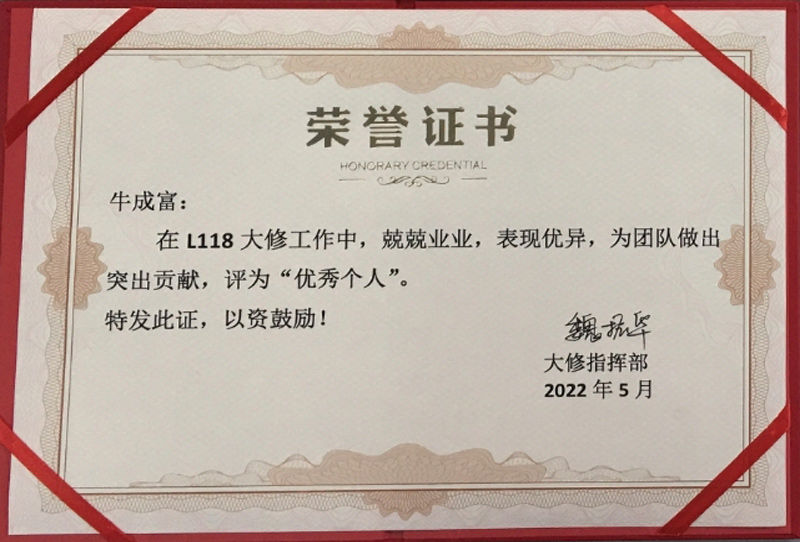 荣誉证书
HONORARY CREDENTIAL
牛成富：
在 L118 大修工作中，兢兢业业，表现优异，为团队做出
突出贡献，评为“优秀个人”。
特发此证，以资鼓励！
大修指挥部
2022 年 5 月